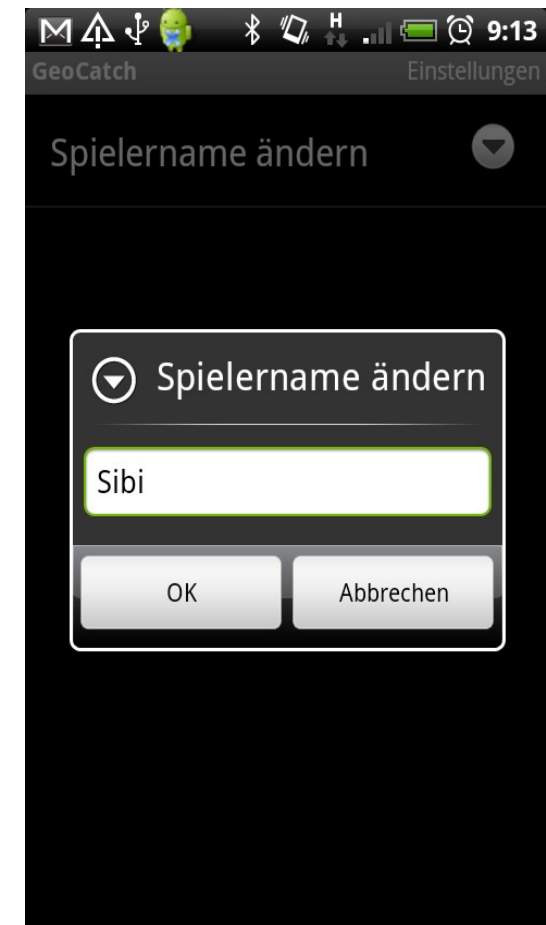 H 9:13
GeoCatch Einstellungen
Spielername ändern
Spielername ändern
Sibi
OK Abbrechen